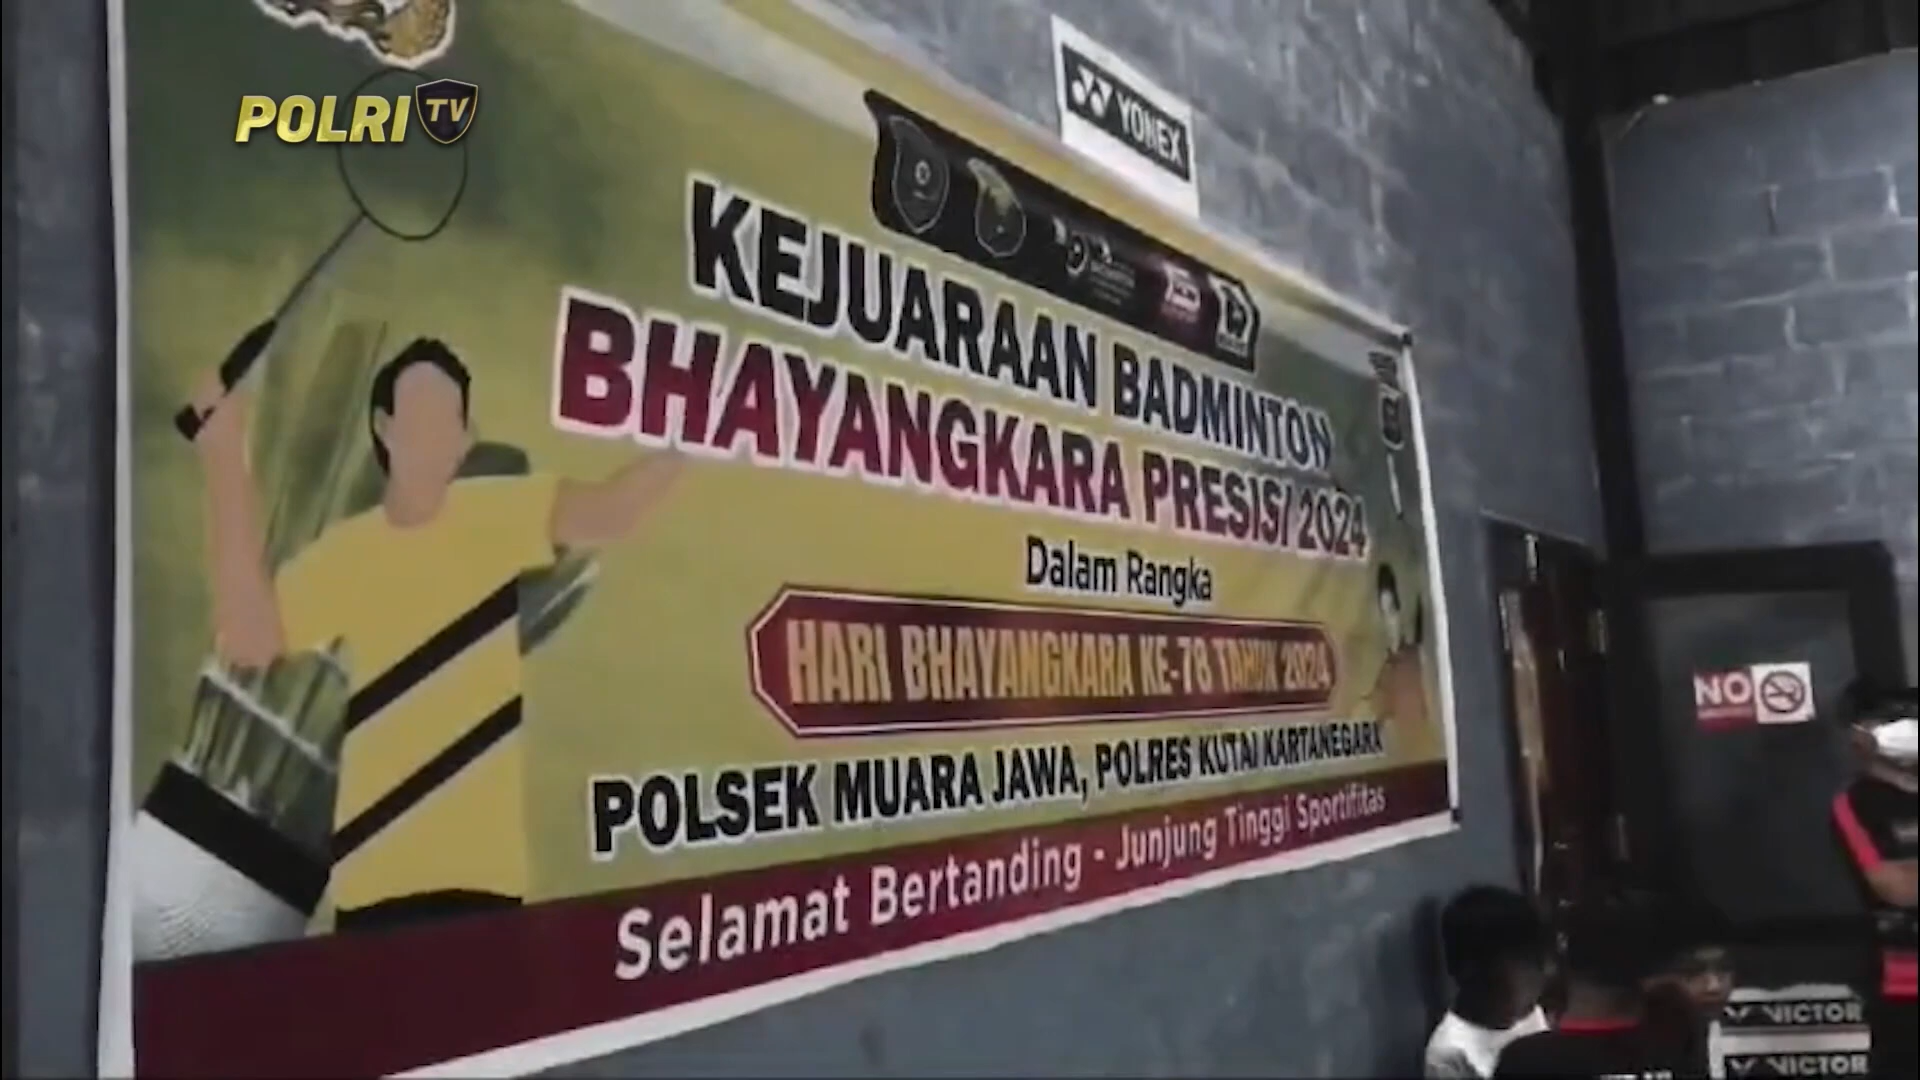 POLRI TV
YONEX
KEJUARAAN BADMINTON
BHAYANGKARA PRESISI 2024
Dalam Rangka
HARI BHAYANGKARA KE-78 TAHUN 2024
POLSEK MUARA JAWA, POLRES KUTAI KARTANEGARA
Selamat Bertanding - Junjung Tinggi Sportifitas
NO
VICTOR
VICTOR